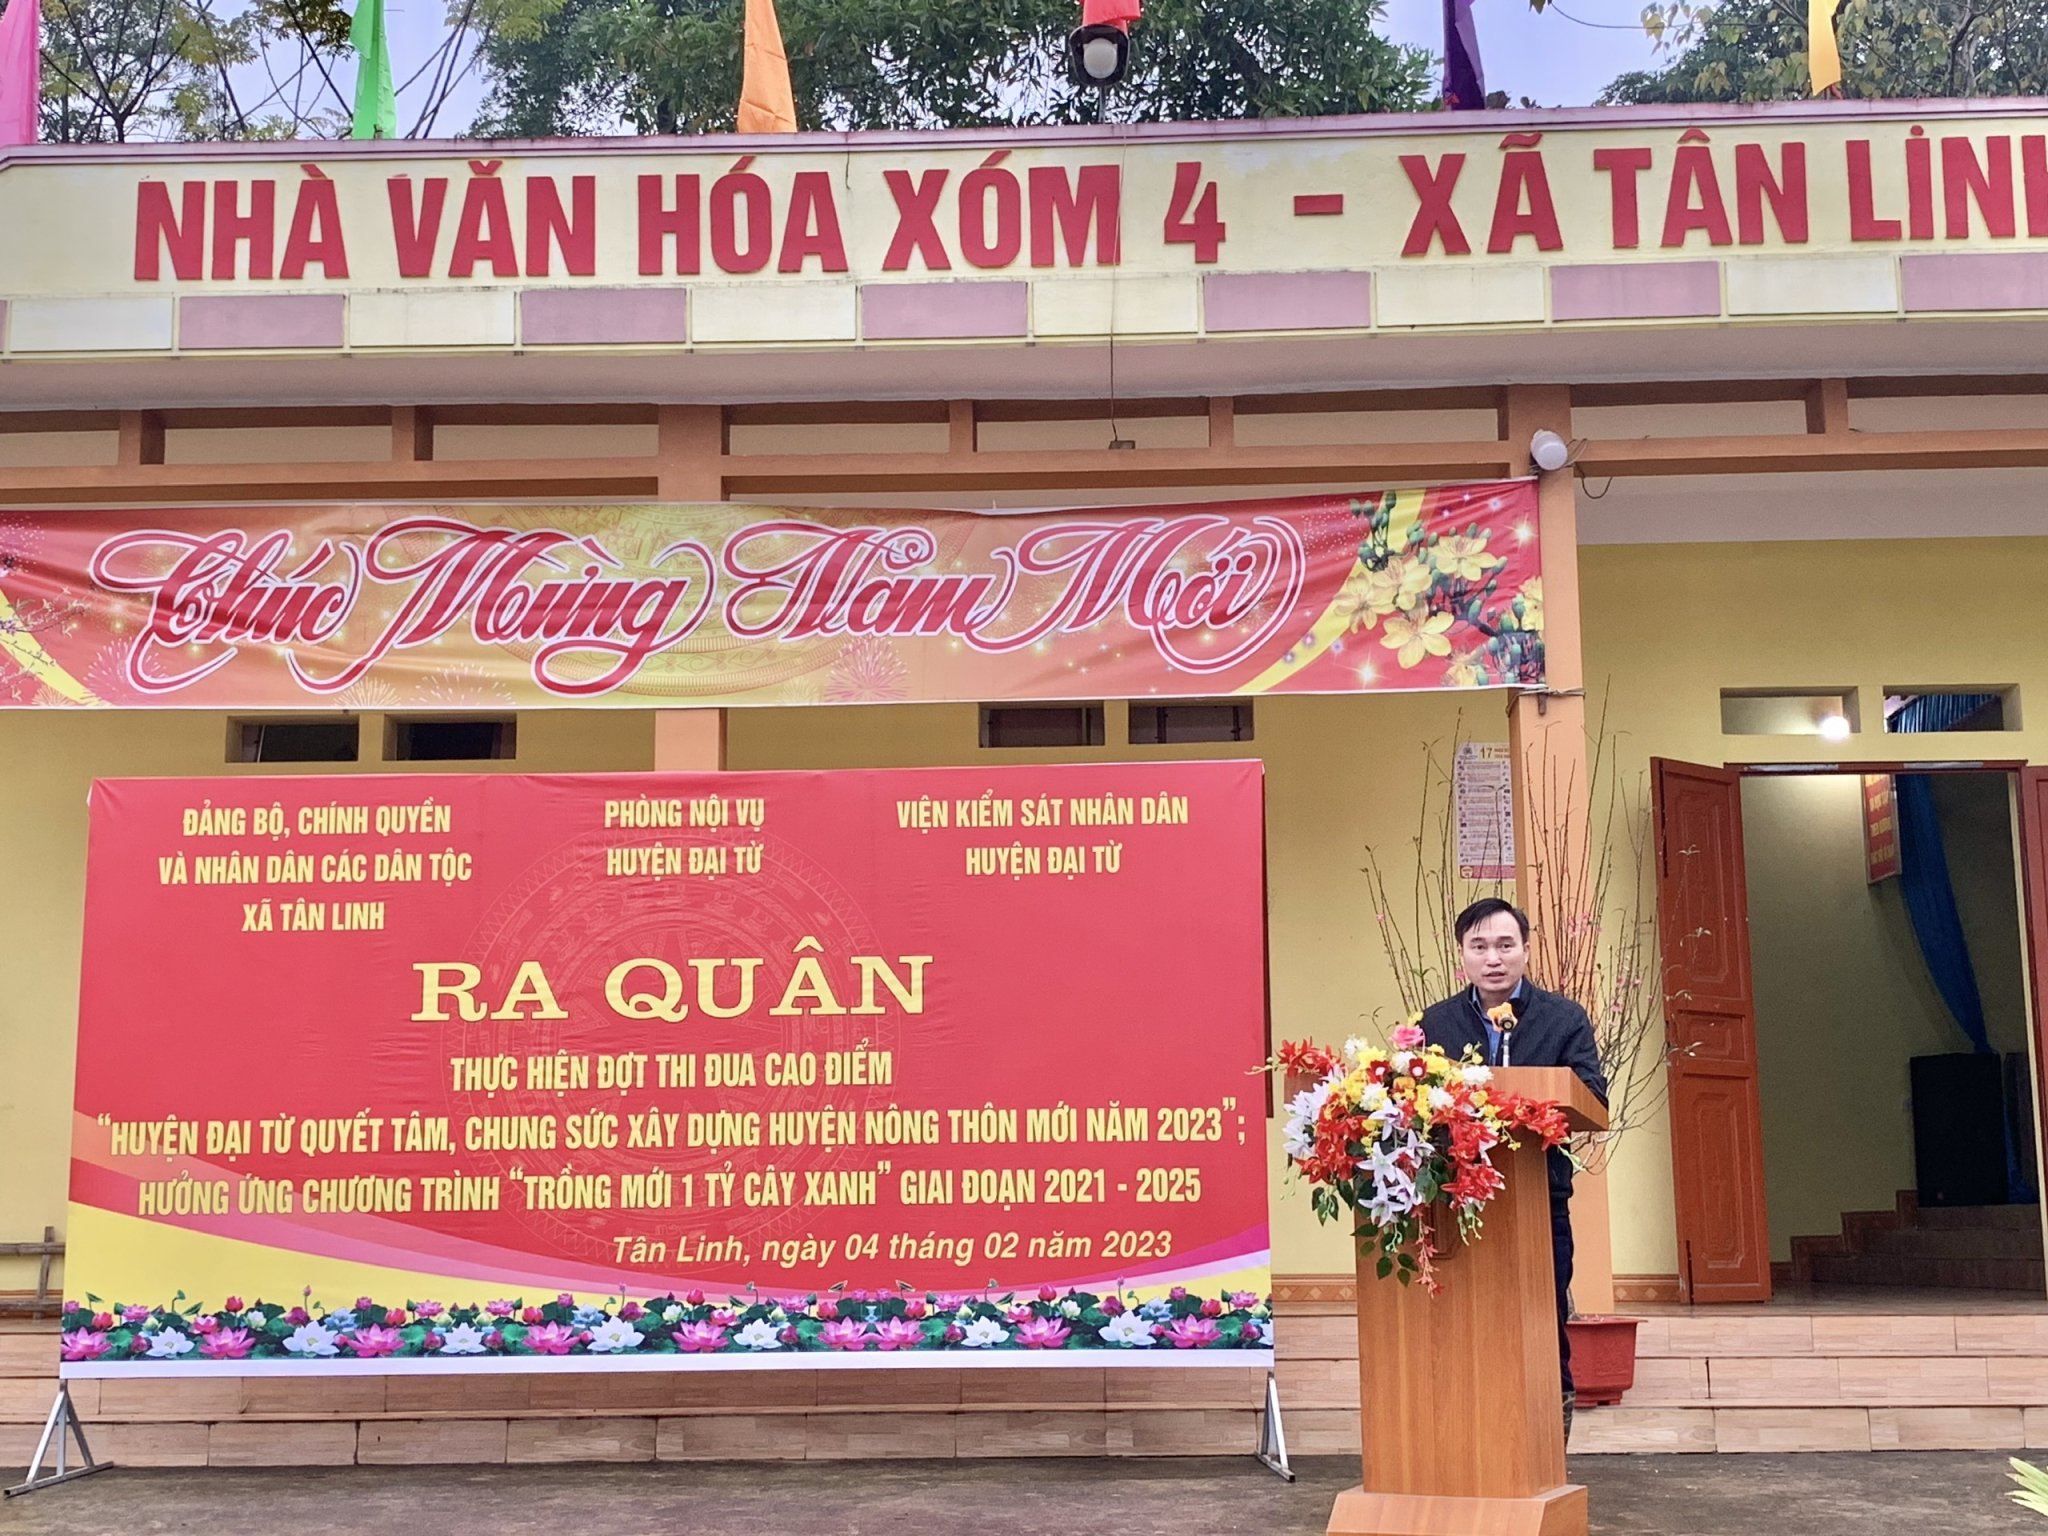 NHÀ VĂN HÓA XÓM 4 - XÃ TÂN LINH
Chúc Mừng Năm Mới
17
ĐẢNG BỘ, CHÍNH QUYỀN
VÀ NHÂN DÂN CÁC DÂN TỘC
XÃ TÂN LINH
PHÒNG NỘI VỤ
HUYỆN ĐẠI TỪ
VIỆN KIỂM SÁT NHÂN DÂN
HUYỆN ĐẠI TỪ
RA QUÂN
THỰC HIỆN ĐỢT THI ĐUA CAO ĐIỂM
“HUYỆN ĐẠI TỪ QUYẾT TÂM, CHUNG SỨC XÂY DỰNG HUYỆN NÔNG THÔN MỚI NĂM 2023”;
HƯỞNG ỨNG CHƯƠNG TRÌNH “TRỒNG MỚI 1 TỶ CÂY XANH” GIAI ĐOẠN 2021 - 2025
Tân Linh, ngày 04 tháng 02 năm 2023